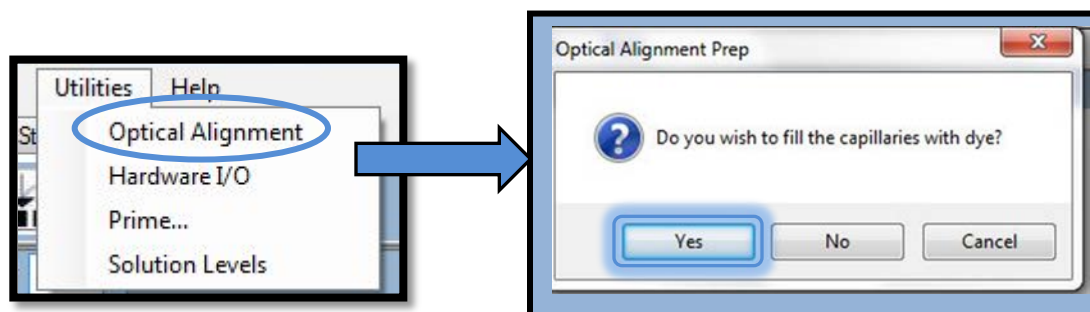 Utilities Help
St
Optical Alignment
Hardware I/O
Prime...
Solution Levels
Optical Alignment Prep
Do you wish to fill the capillaries with dye?
Yes No Cancel